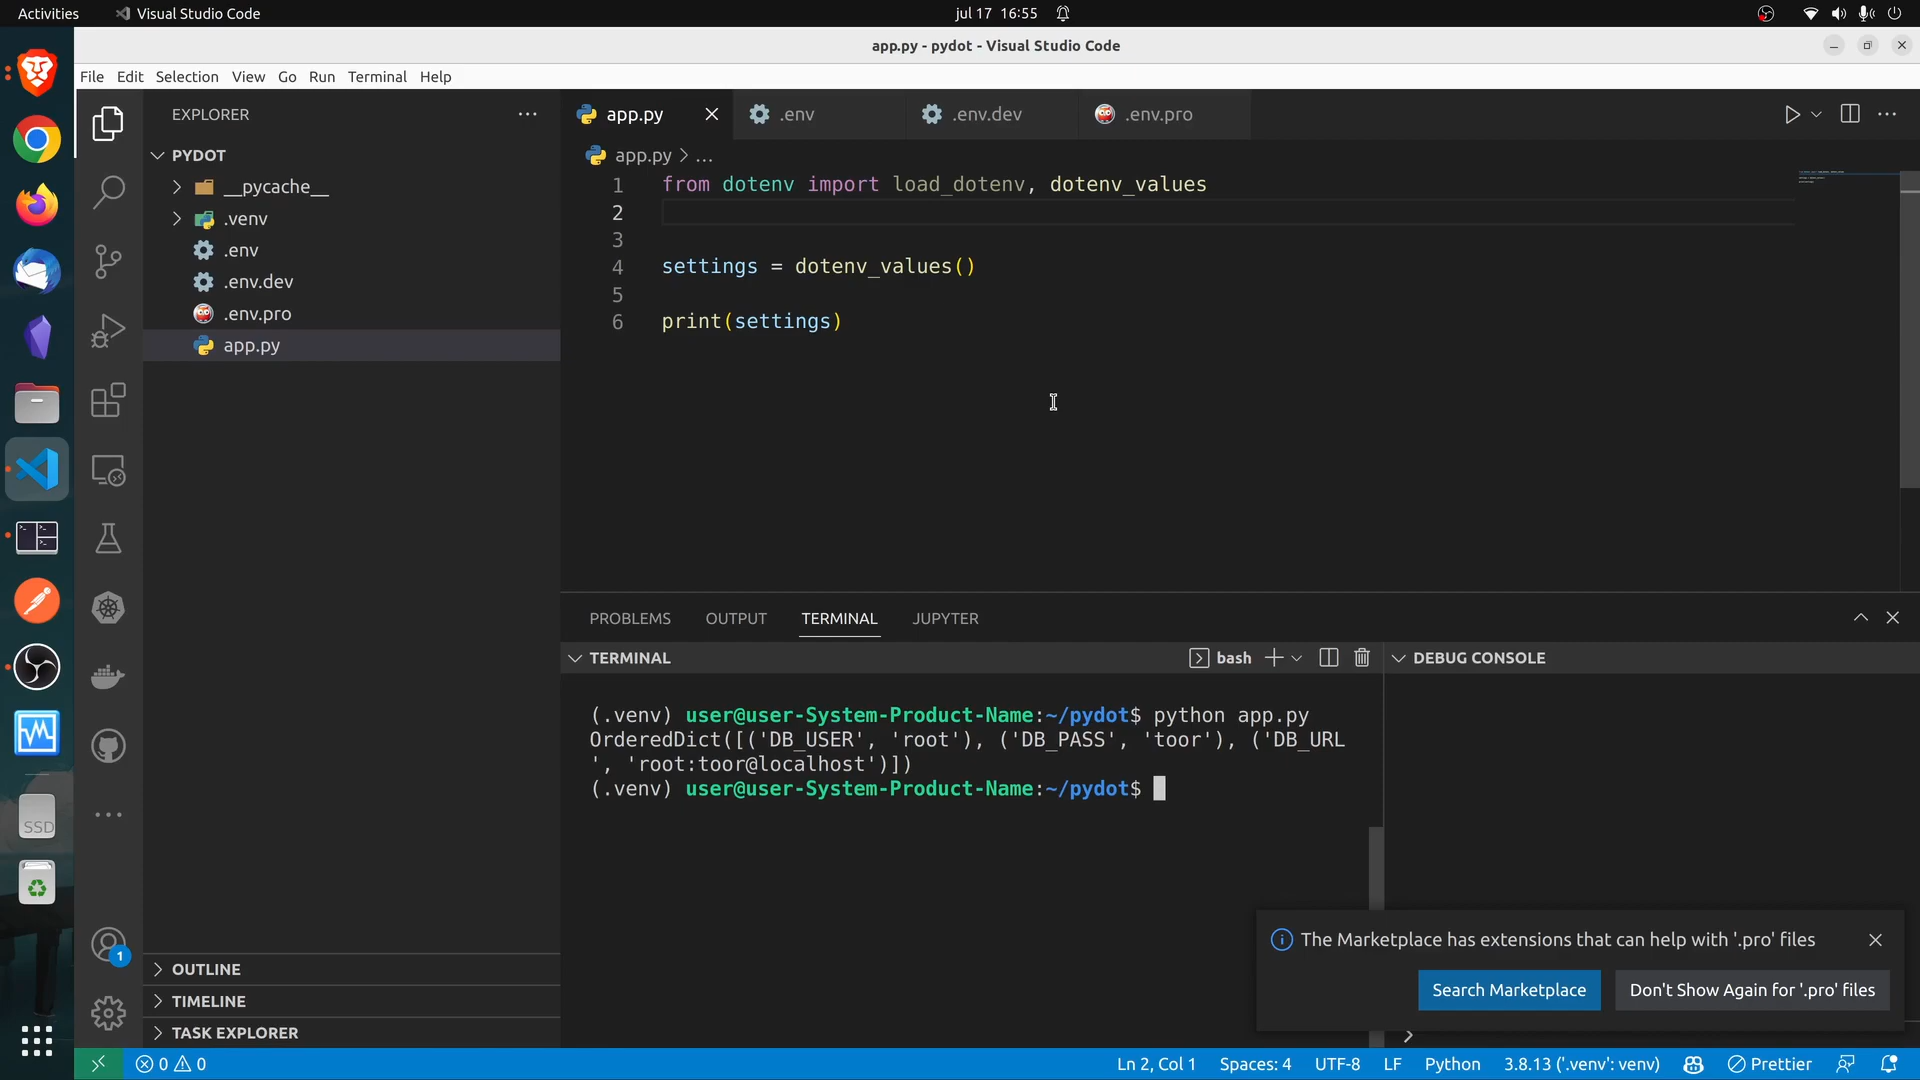 Activities
Visual Studio Code
jul 17 16:55
app.py - pydot - Visual Studio Code
File Edit Selection View Go Run Terminal Help
EXPLORER
PYDOT
__pycache__
.venv
.env
.env.dev
.env.pro
app.py
OUTLINE
TIMELINE
TASK EXPLORER
app.py
.env
.env.dev
.env.pro
app.py > ...
1 from dotenv import load_dotenv, dotenv_values
2
3
4 settings = dotenv_values()
5
6 print(settings)
PROBLEMS OUTPUT TERMINAL JUPYTER
TERMINAL
bash
DEBUG CONSOLE
(.venv) user@user-System-Product-Name:~/pydot$ python app.py
OrderedDict([('DB_USER', 'root'), ('DB_PASS', 'toor'), ('DB_URL
', 'root:toor@localhost')])
(.venv) user@user-System-Product-Name:~/pydot$
The Marketplace has extensions that can help with '.pro' files
Search Marketplace
Don't Show Again for '.pro' files
SSD
1
0 0
Ln 2, Col 1 Spaces: 4 UTF-8 LF Python 3.8.13 ('.venv': venv) Prettier